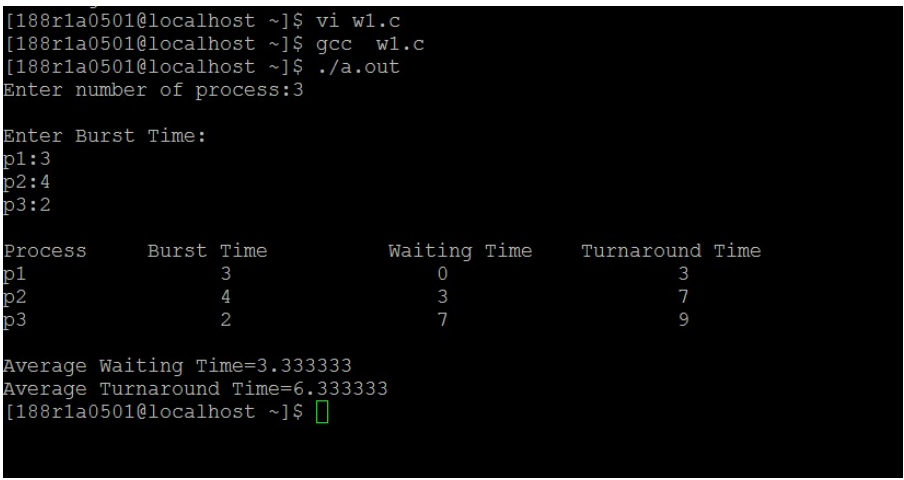 [188r1a0501@localhost ~]$ vi w1.c
[188r1a0501@localhost ~]$ gcc  w1.c
[188r1a0501@localhost ~]$ ./a.out
Enter number of process:3
Enter Burst Time:
p1:3
p2:4
p3:2
Process     Burst Time          Waiting Time    Turnaround Time
p1                3                 0                   3
p2                4                 3                   7
p3                2                 7                   9
Average Waiting Time=3.333333
Average Turnaround Time=6.333333
[188r1a0501@localhost ~]$